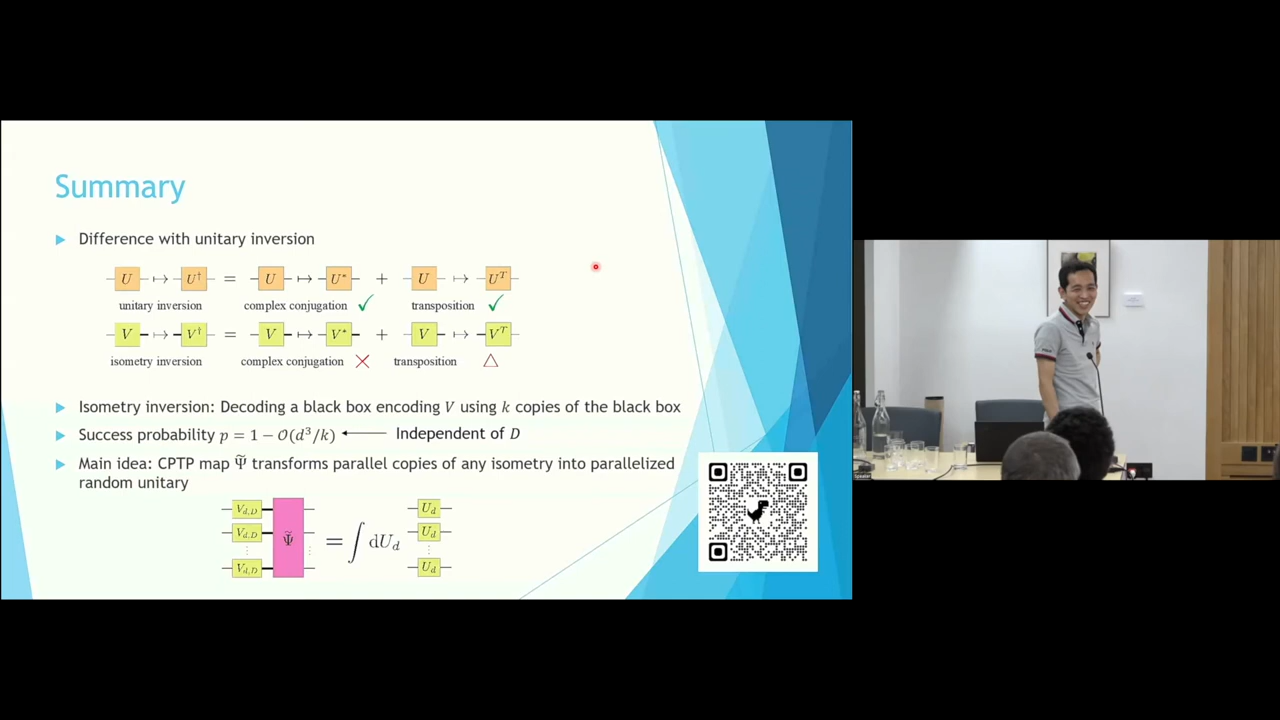 Summary
Difference with unitary inversion
U ↦ U† = U ↦ U* + U ↦ U^T
unitary inversion complex conjugation ✓ transposition ✓
V ↦ V† = V ↦ V* + V ↦ V^T
isometry inversion complex conjugation × transposition △
Isometry inversion: Decoding a black box encoding V using k copies of the black box
Success probability p = 1 − O(d³/k) ← Independent of D
Main idea: CPTP map Ψ̃ transforms parallel copies of any isometry into parallelized
random unitary
V_{d,D} U_d
V_{d,D} U_d
⋮ Ψ̃ ⋮ = ∫ dU_d ⋮
V_{d,D} U_d